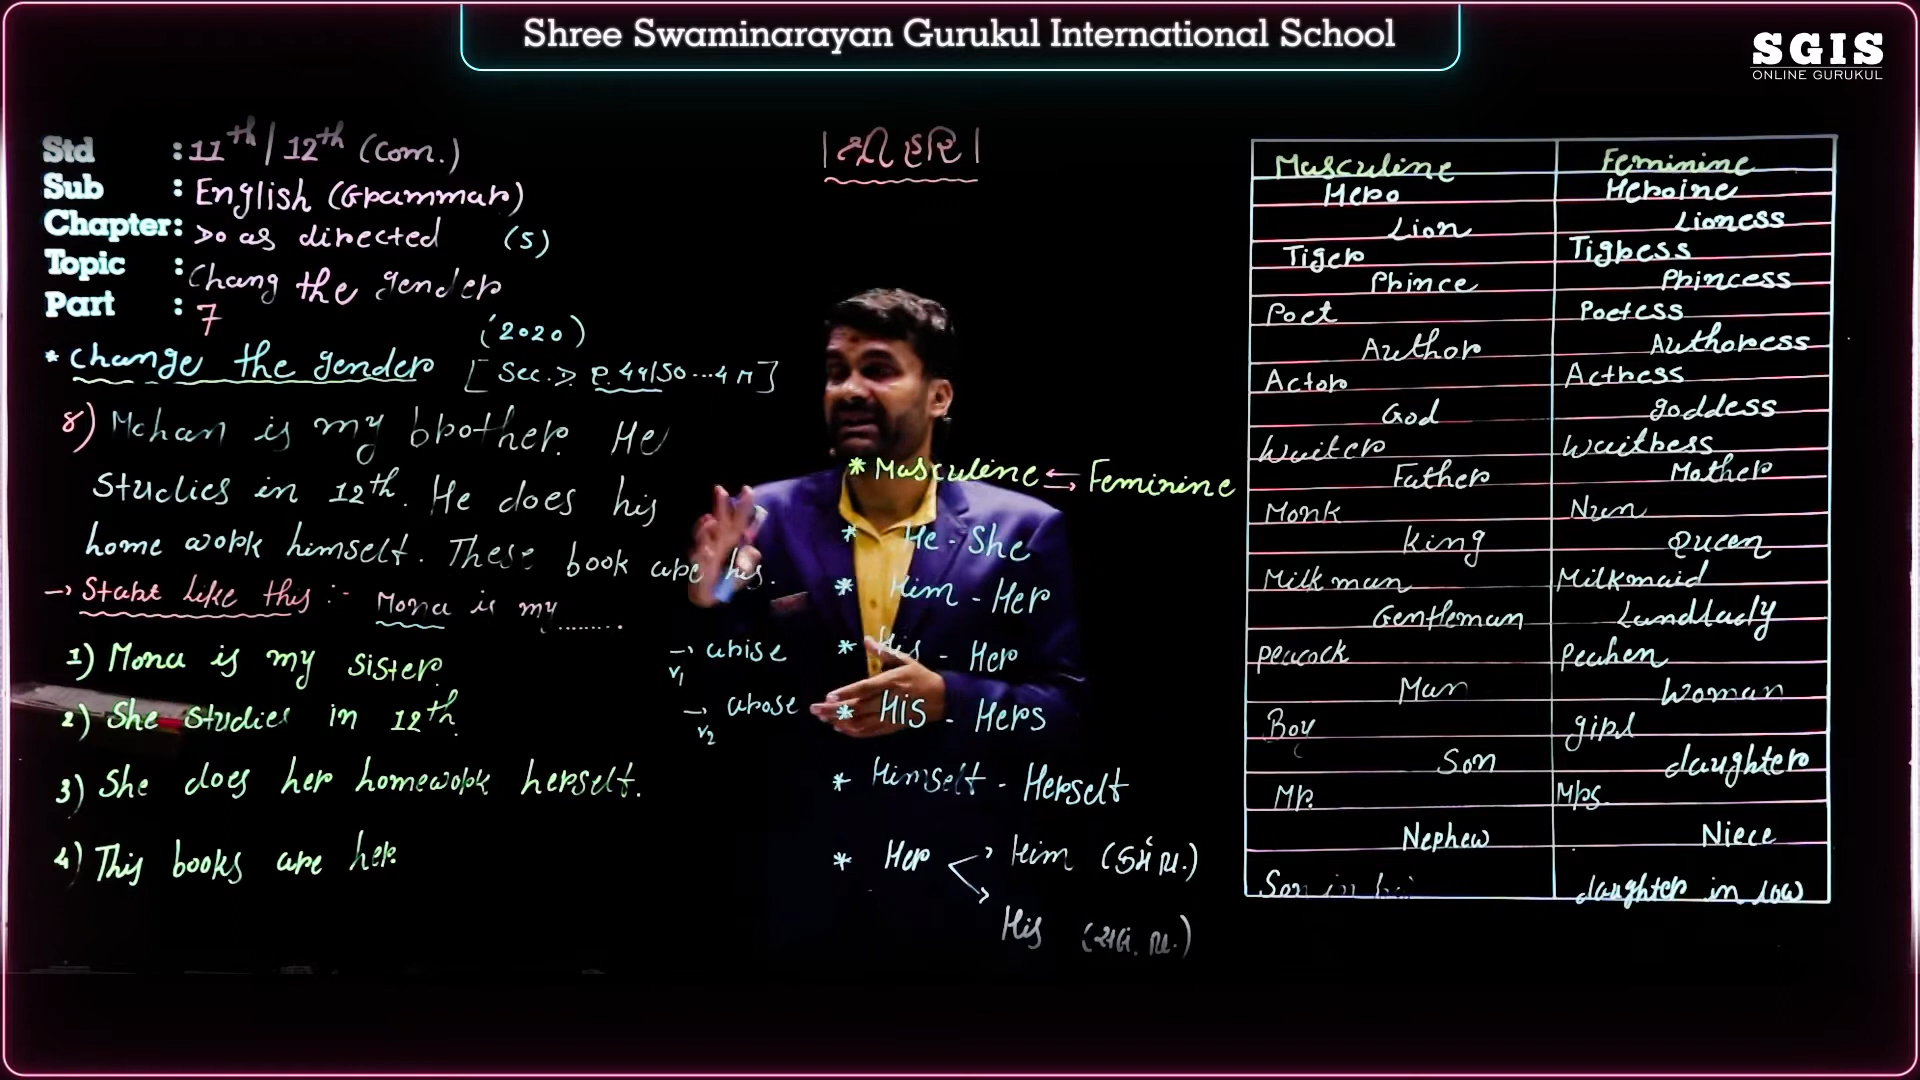 Shree Swaminarayan Gurukul International School
SGIS
ONLINE GURUKUL
Std : 11th / 12th (Com.)
Sub : English (Grammar)
Chapter: Do as directed (5)
Topic : Chang the gender
Part : 7
| શ્રી હરિ |
(2020)
* Change the gender [Sec. D P. 49/50 ... 4 M]
8) Mohan is my brother. He
Studies in 12th. He does his
home work himself. These book are his.
→ Start like this :- Mona is my ........
1) Mona is my sister.
2) She Studies in 12th.
3) She does her homework herself.
4) This books are her
→ arise
V1
→ arose
V2
* Masculine ⇆ Feminine
* He - She
* Him - Her
* His - Her
* HIS - Hers
* Himself - Herself
* Her → Him (કર્મ વિ.)
→ His (સંબં. વિ.)
Masculine Feminine
Hero Heroine
Lion Lioness
Tiger Tigress
Prince Princess
Poet Poetess
Author Authoress
Actor Actress
God goddess
Waiter Waitress
Father Mother
Monk Nun
King Queen
Milk man Milkmaid
Gentleman Landlady
peacock Peahen
Man Woman
Boy girl
Son daughter
Mr. Mrs.
Nephew Niece
Son in daughter in low